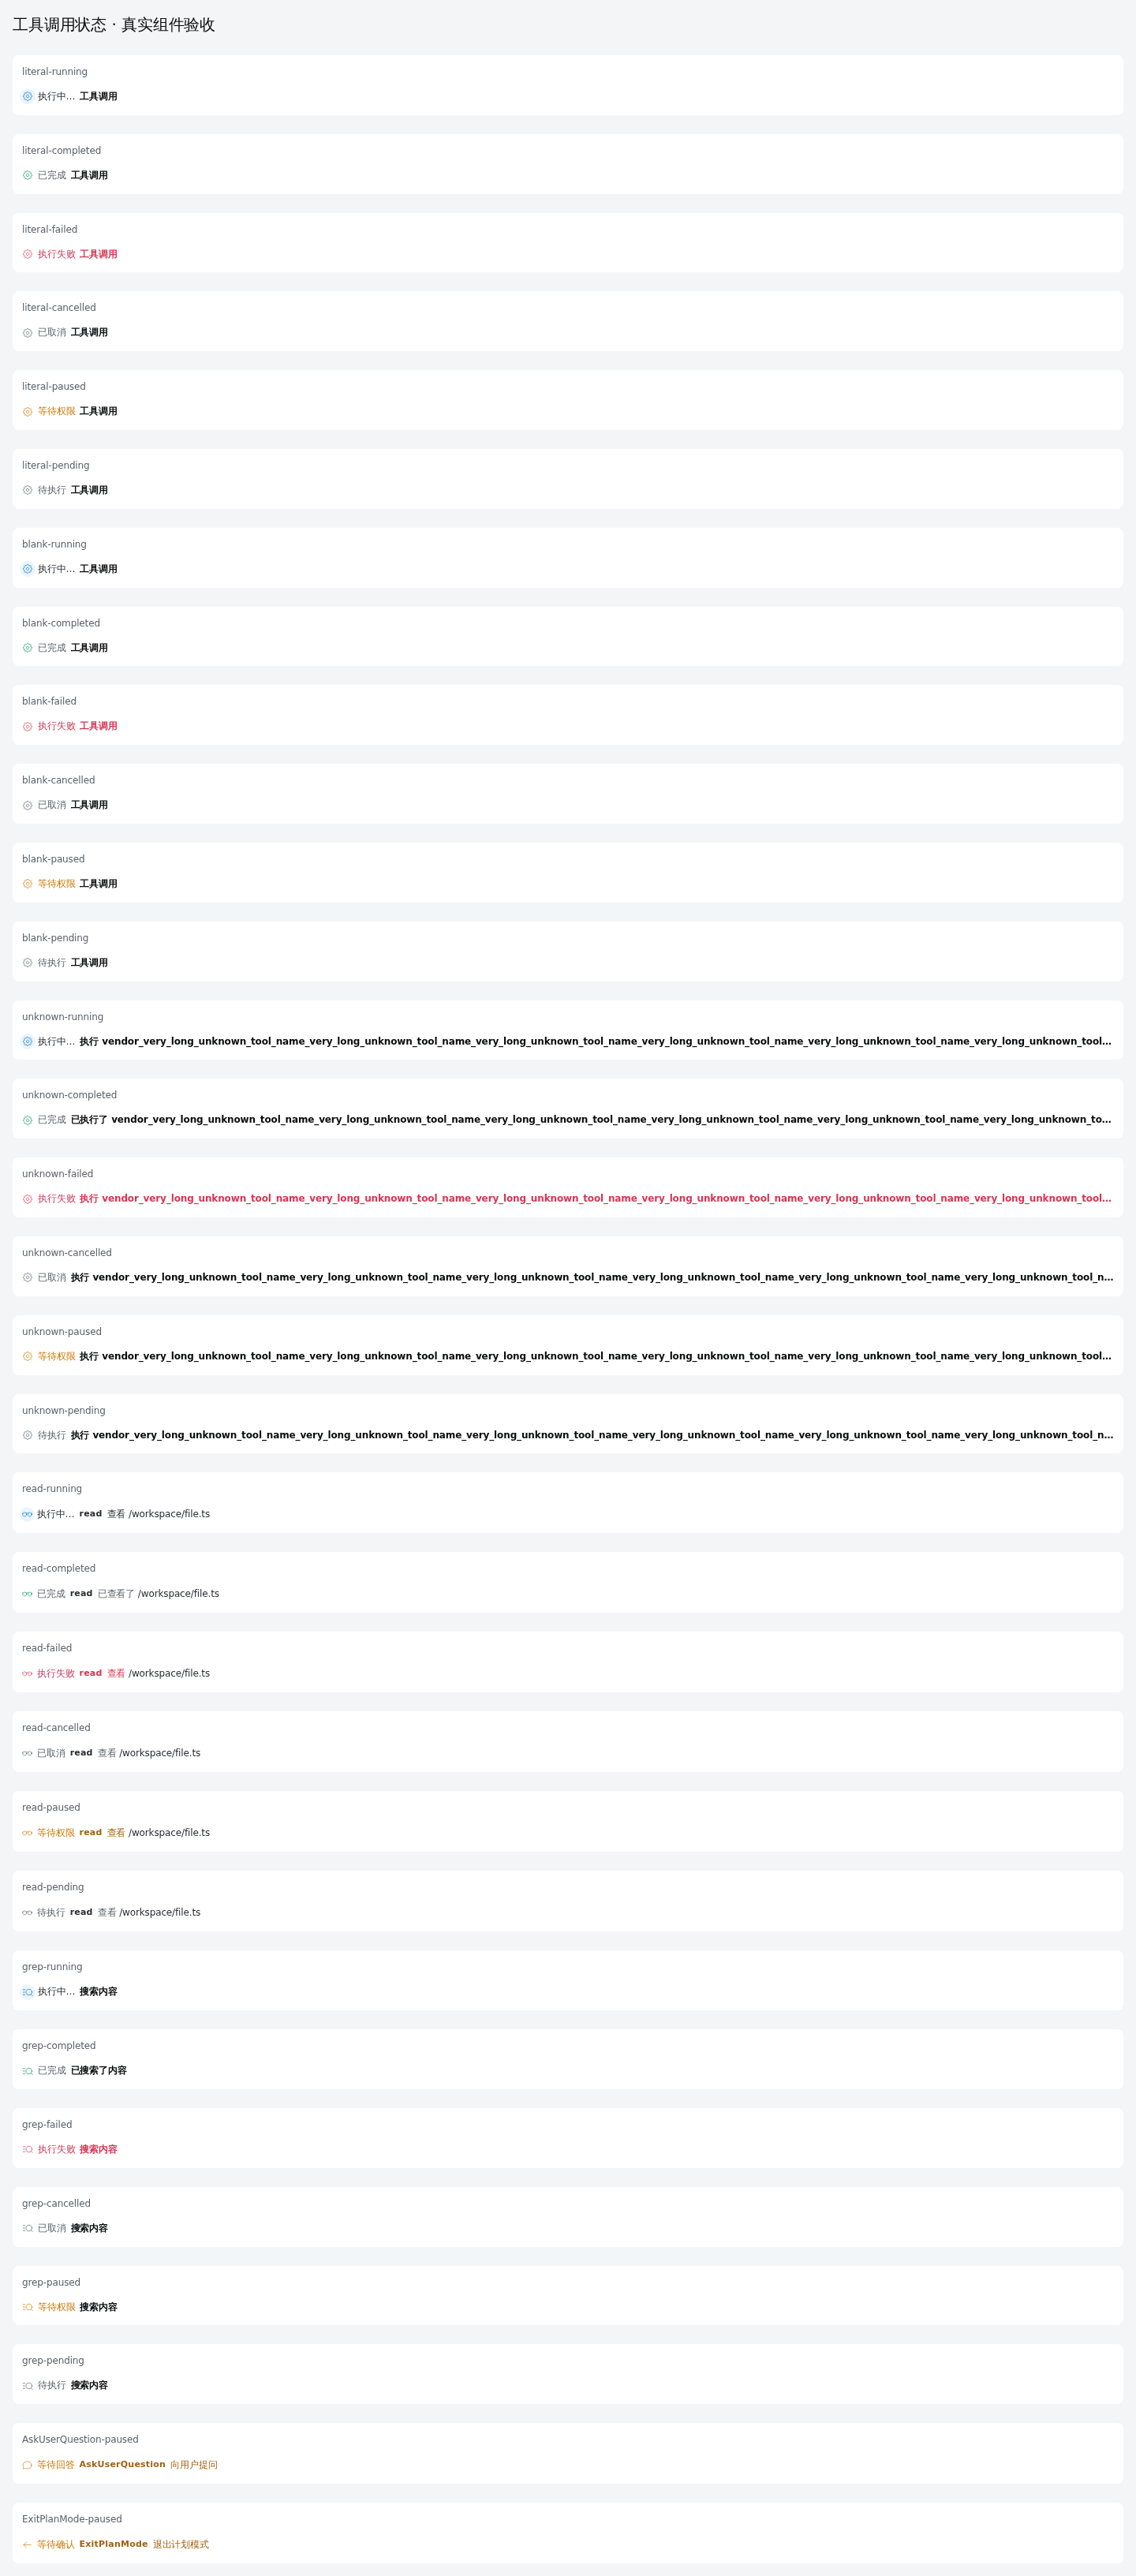 工具调用状态 · 真实组件验收
literal-running
执行中… 工具调用
literal-completed
已完成 工具调用
literal-failed
执行失败 工具调用
literal-cancelled
已取消 工具调用
literal-paused
等待权限 工具调用
literal-pending
待执行 工具调用
blank-running
执行中… 工具调用
blank-completed
已完成 工具调用
blank-failed
执行失败 工具调用
blank-cancelled
已取消 工具调用
blank-paused
等待权限 工具调用
blank-pending
待执行 工具调用
unknown-running
执行中… 执行 vendor_very_long_unknown_tool_name_very_long_unknown_tool_name_very_long_unknown_tool_name_very_long_unknown_tool_name_very_long_unknown_tool_name_very_long_unknown_tool…
unknown-completed
已完成 已执行了 vendor_very_long_unknown_tool_name_very_long_unknown_tool_name_very_long_unknown_tool_name_very_long_unknown_tool_name_very_long_unknown_tool_name_very_long_unknown_to…
unknown-failed
执行失败 执行 vendor_very_long_unknown_tool_name_very_long_unknown_tool_name_very_long_unknown_tool_name_very_long_unknown_tool_name_very_long_unknown_tool_name_very_long_unknown_tool…
unknown-cancelled
已取消 执行 vendor_very_long_unknown_tool_name_very_long_unknown_tool_name_very_long_unknown_tool_name_very_long_unknown_tool_name_very_long_unknown_tool_name_very_long_unknown_tool_n…
unknown-paused
等待权限 执行 vendor_very_long_unknown_tool_name_very_long_unknown_tool_name_very_long_unknown_tool_name_very_long_unknown_tool_name_very_long_unknown_tool_name_very_long_unknown_tool…
unknown-pending
待执行 执行 vendor_very_long_unknown_tool_name_very_long_unknown_tool_name_very_long_unknown_tool_name_very_long_unknown_tool_name_very_long_unknown_tool_name_very_long_unknown_tool_n…
read-running
执行中… read 查看 /workspace/file.ts
read-completed
已完成 read 已查看了 /workspace/file.ts
read-failed
执行失败 read 查看 /workspace/file.ts
read-cancelled
已取消 read 查看 /workspace/file.ts
read-paused
等待权限 read 查看 /workspace/file.ts
read-pending
待执行 read 查看 /workspace/file.ts
grep-running
执行中… 搜索内容
grep-completed
已完成 已搜索了内容
grep-failed
执行失败 搜索内容
grep-cancelled
已取消 搜索内容
grep-paused
等待权限 搜索内容
grep-pending
待执行 搜索内容
AskUserQuestion-paused
等待回答 AskUserQuestion 向用户提问
ExitPlanMode-paused
等待确认 ExitPlanMode 退出计划模式